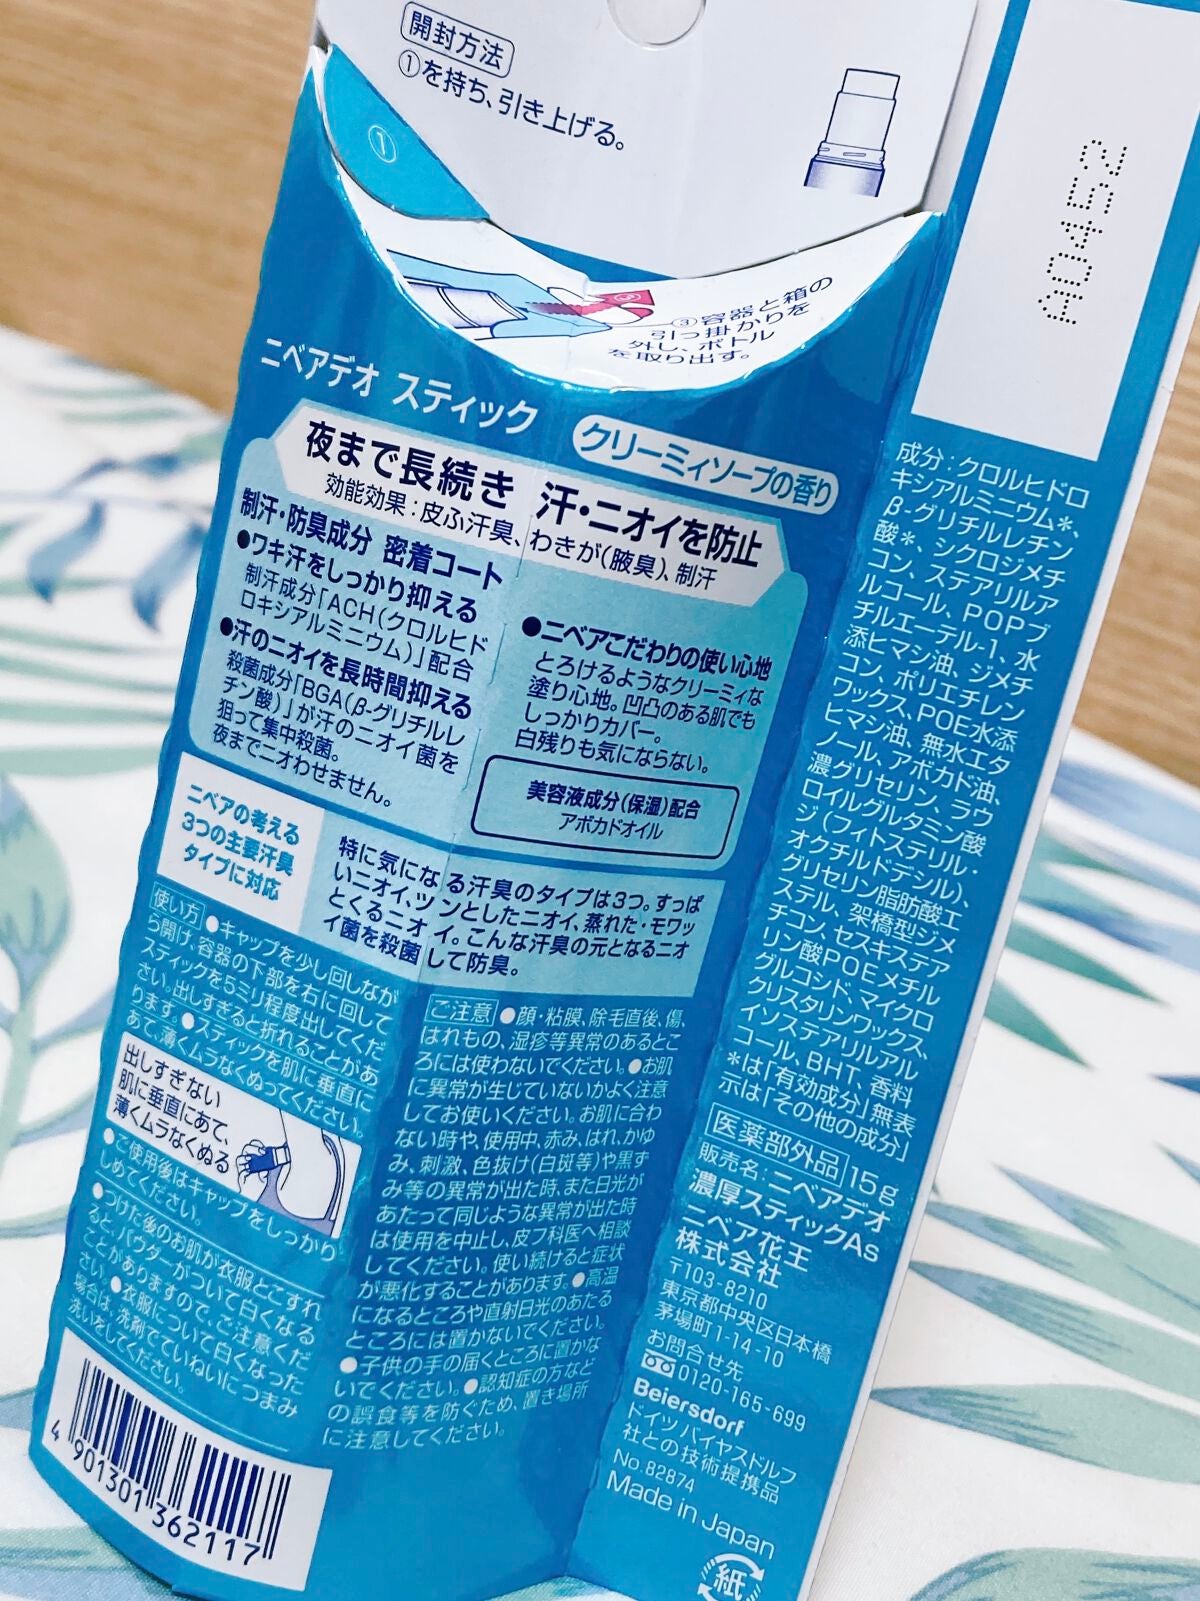 開封方法
①を持ち、引き上げる。
①
③容器と箱の
引っ掛かりを
外し、ボトル
を取り出す。
A0452
ニベアデオ スティック
クリーミィソープの香り
夜まで長続き 汗・ニオイを防止
効能効果:皮ふ汗臭、わきが(腋臭)、制汗
制汗・防臭成分 密着コート
●ワキ汗をしっかり抑える
制汗成分「ACH(クロルヒド
ロキシアルミニウム)」配合
●汗のニオイを長時間抑える
殺菌成分「BGA(β-グリチルレ
チン酸)」が汗のニオイ菌を
狙って集中殺菌。
夜までニオわせません。
●ニベアこだわりの使い心地
とろけるようなクリーミィな
塗り心地。凹凸のある肌でも
しっかりカバー。
白残りも気にならない。
美容液成分(保湿)配合
アボカドオイル
ニベアの考える
3つの主要汗臭
タイプに対応
特に気になる汗臭のタイプは3つ。すっぱ
いニオイ、ツンとしたニオイ、蒸れた・モワッ
とくるニオイ。こんな汗臭の元となるニオ
イ菌を殺菌して防臭。
使い方 ●キャップを少し回しなが
ら開け、容器の下部を右に回して
スティックを5ミリ程度出してくだ
さい。出しすぎると折れることがあ
ります。●スティックを肌に垂直に
あて、薄くムラなくぬってください。
出しすぎない
肌に垂直にあて、
薄くムラなくぬる
●ご使用後はキャップをしっかり
しめてください。
●づけた後のお肌が衣服とこすれ
ると、パウダーがついて白くなる
ことがありますので、ご注意くだ
さい。●衣服について白くなった
場合は、洗剤でていねいにつまみ
洗いをしてください。
ご注意 ●顔・粘膜、除毛直後、傷、
はれもの、湿疹等異常のあるとこ
ろには使わないでください。●お肌
に異常が生じていないかよく注意
してお使いください。お肌に合わ
ない時や、使用中、赤み、はれ、かゆ
み、刺激、色抜け(白斑等)や黒ず
み等の異常が出た時、また日光が
あたって同じような異常が出た時
は使用を中止し、皮フ科医へ相談
してください。使い続けると症状
が悪化することがあります。●高温
になるところや直射日光のあたる
ところには置かないでください。
●子供の手の届くところに置かな
いでください。●認知症の方など
の誤食等を防ぐため、置き場所
に注意してください。
4 901301 362117
成分:クロルヒドロ
キシアルミニウム*、
β-グリチルレチン
酸*、シクロジメチ
コン、ステアリルア
ルコール、POPブ
チルエーテル-1、水
添ヒマシ油、ジメチ
コン、ポリエチレン
ワックス、POE水添
ヒマシ油、無水エタ
ノール、アボカド油、
濃グリセリン、ラウ
ロイルグルタミン酸
ジ(フィトステリル・
オクチルドデシル)、
グリセリン脂肪酸エ
ステル、架橋型ジメ
チコン、セスキステア
リン酸POEメチル
グルコシド、マイクロ
クリスタリンワックス、
イソステアリルアル
コール、BHT、香料
*は「有効成分」無表
示は「その他の成分」
医薬部外品 15g
販売名:ニベアデオ
濃厚スティックAs
ニベア花王
株式会社
〒103-8210
東京都中央区日本橋
茅場町1-14-10
お問合せ先
0120-165-699
Beiersdorf
ドイツ バイヤスドルフ
社との技術提携品
No.82874
Made in Japan
紙